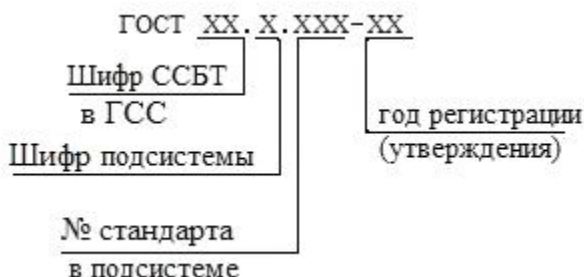 ГОСТ XX.X.XXX-XX
Шифр ССБТ
в ГСС
год регистрации
(утверждения)
Шифр подсистемы
№ стандарта
в подсистеме